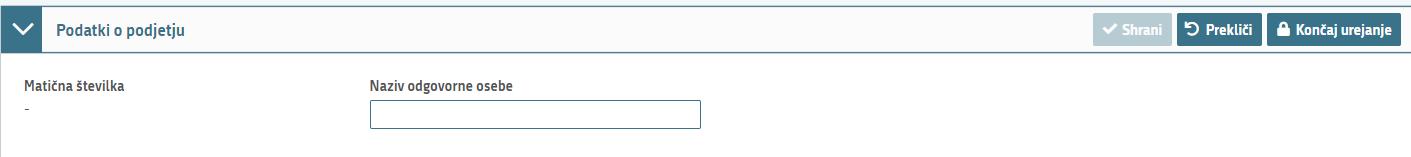 Podatki o podjetju
Shrani
Prekliči
Končaj urejanje
Matična številka
Naziv odgovorne osebe
-